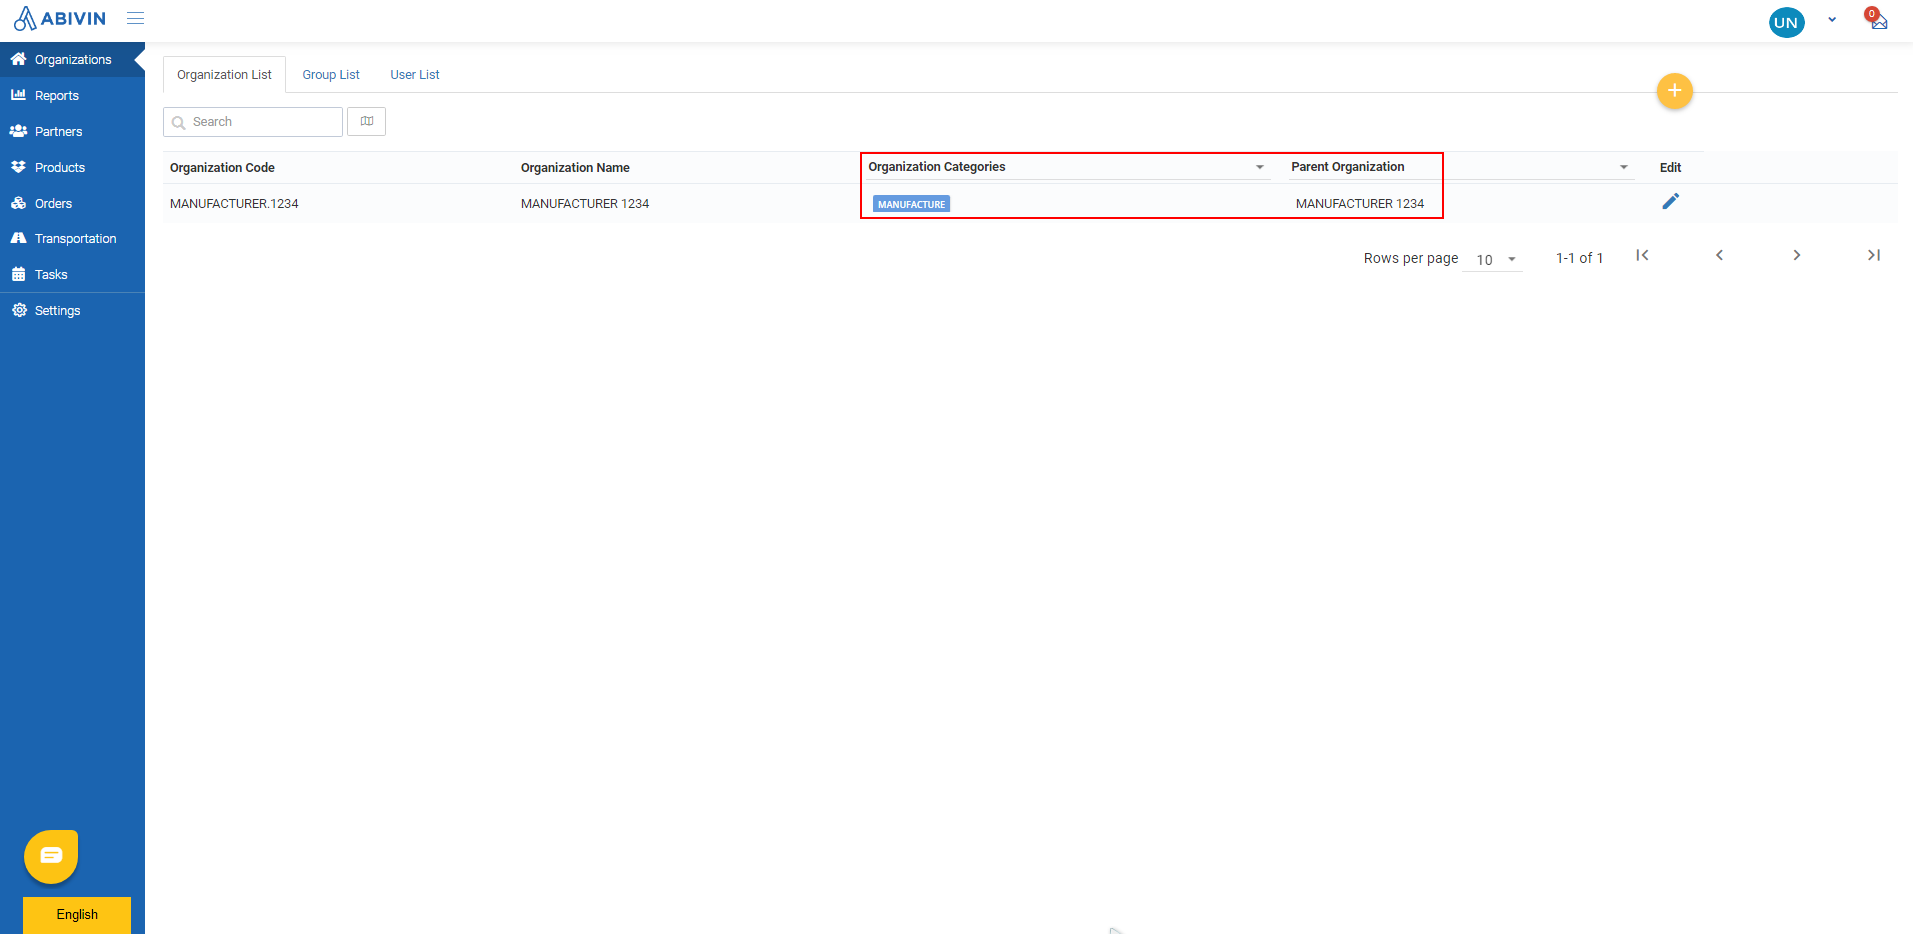 ABIVIN
UN
0
Organizations
Reports
Partners
Products
Orders
Transportation
Tasks
Settings
Organization List Group List User List
+
Search
Organization Code Organization Name Organization Categories Parent Organization Edit
MANUFACTURER.1234 MANUFACTURER 1234 MANUFACTURE MANUFACTURER 1234
Rows per page 10 1-1 of 1
English